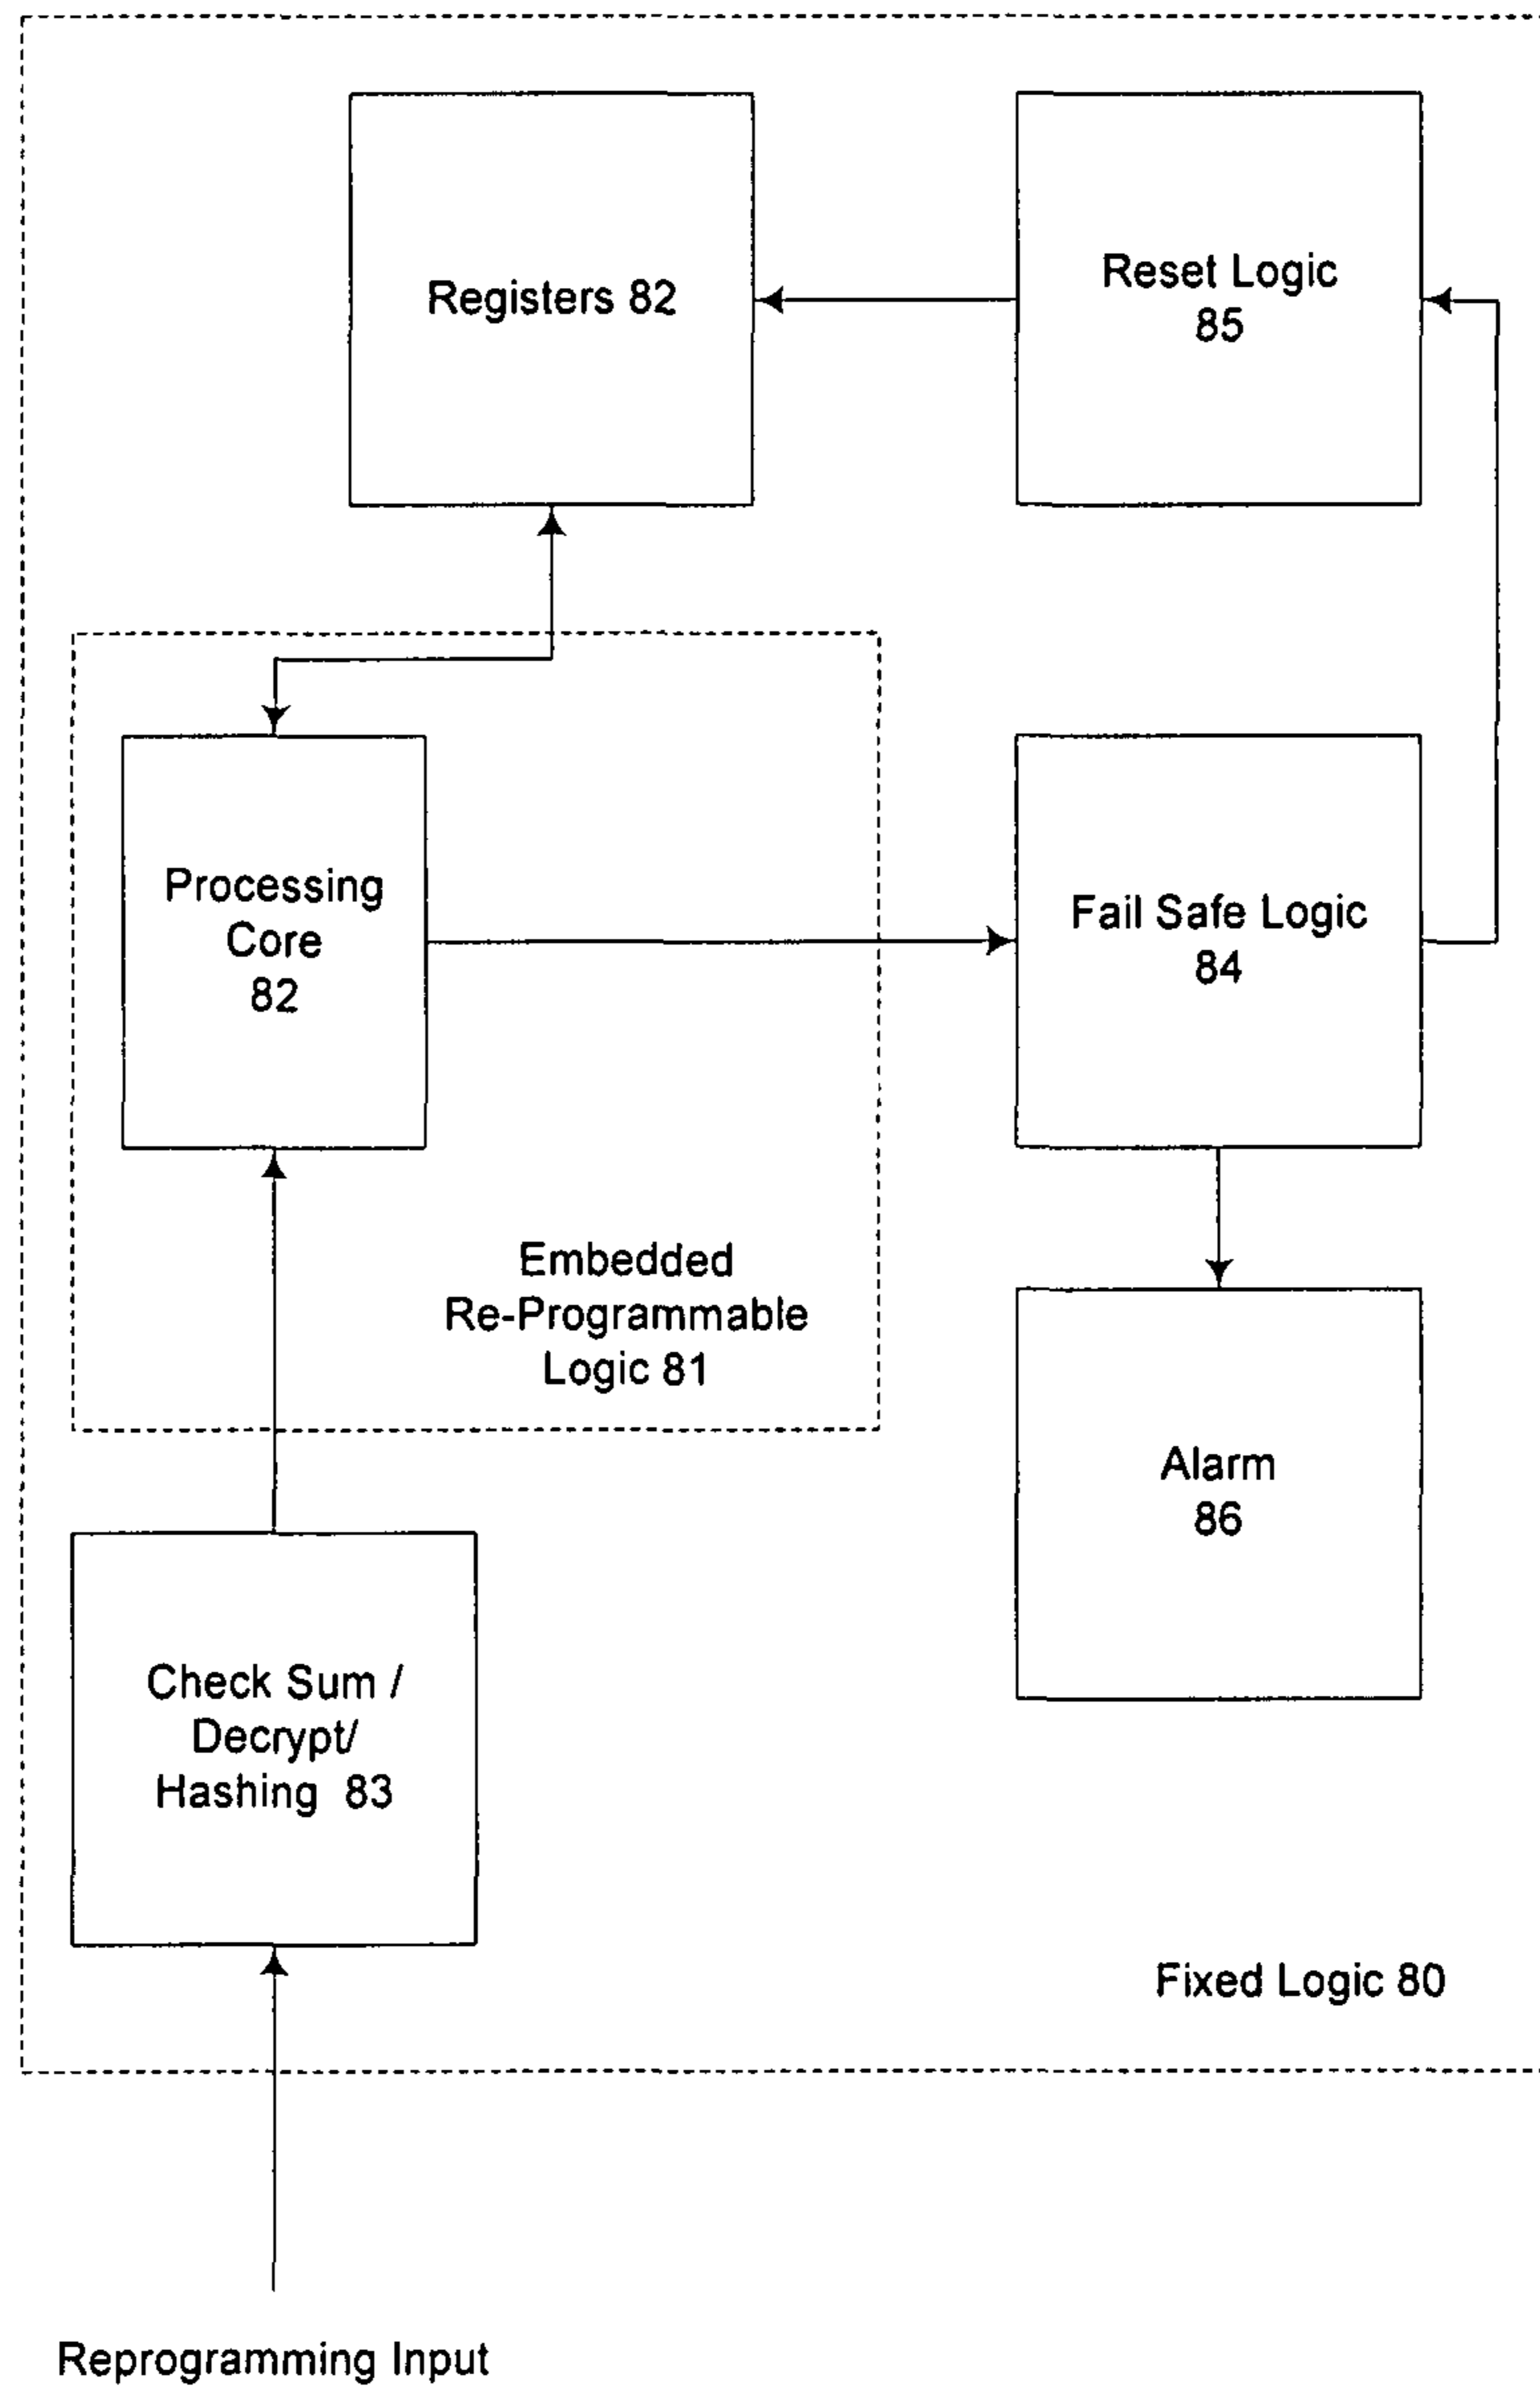 Registers 82
Reset Logic
85
Processing
Core
82
Fail Safe Logic
84
Embedded
Re-Programmable
Logic 81
Alarm
86
Check Sum /
Decrypt/
Hashing 83
Fixed Logic 80
Reprogramming Input